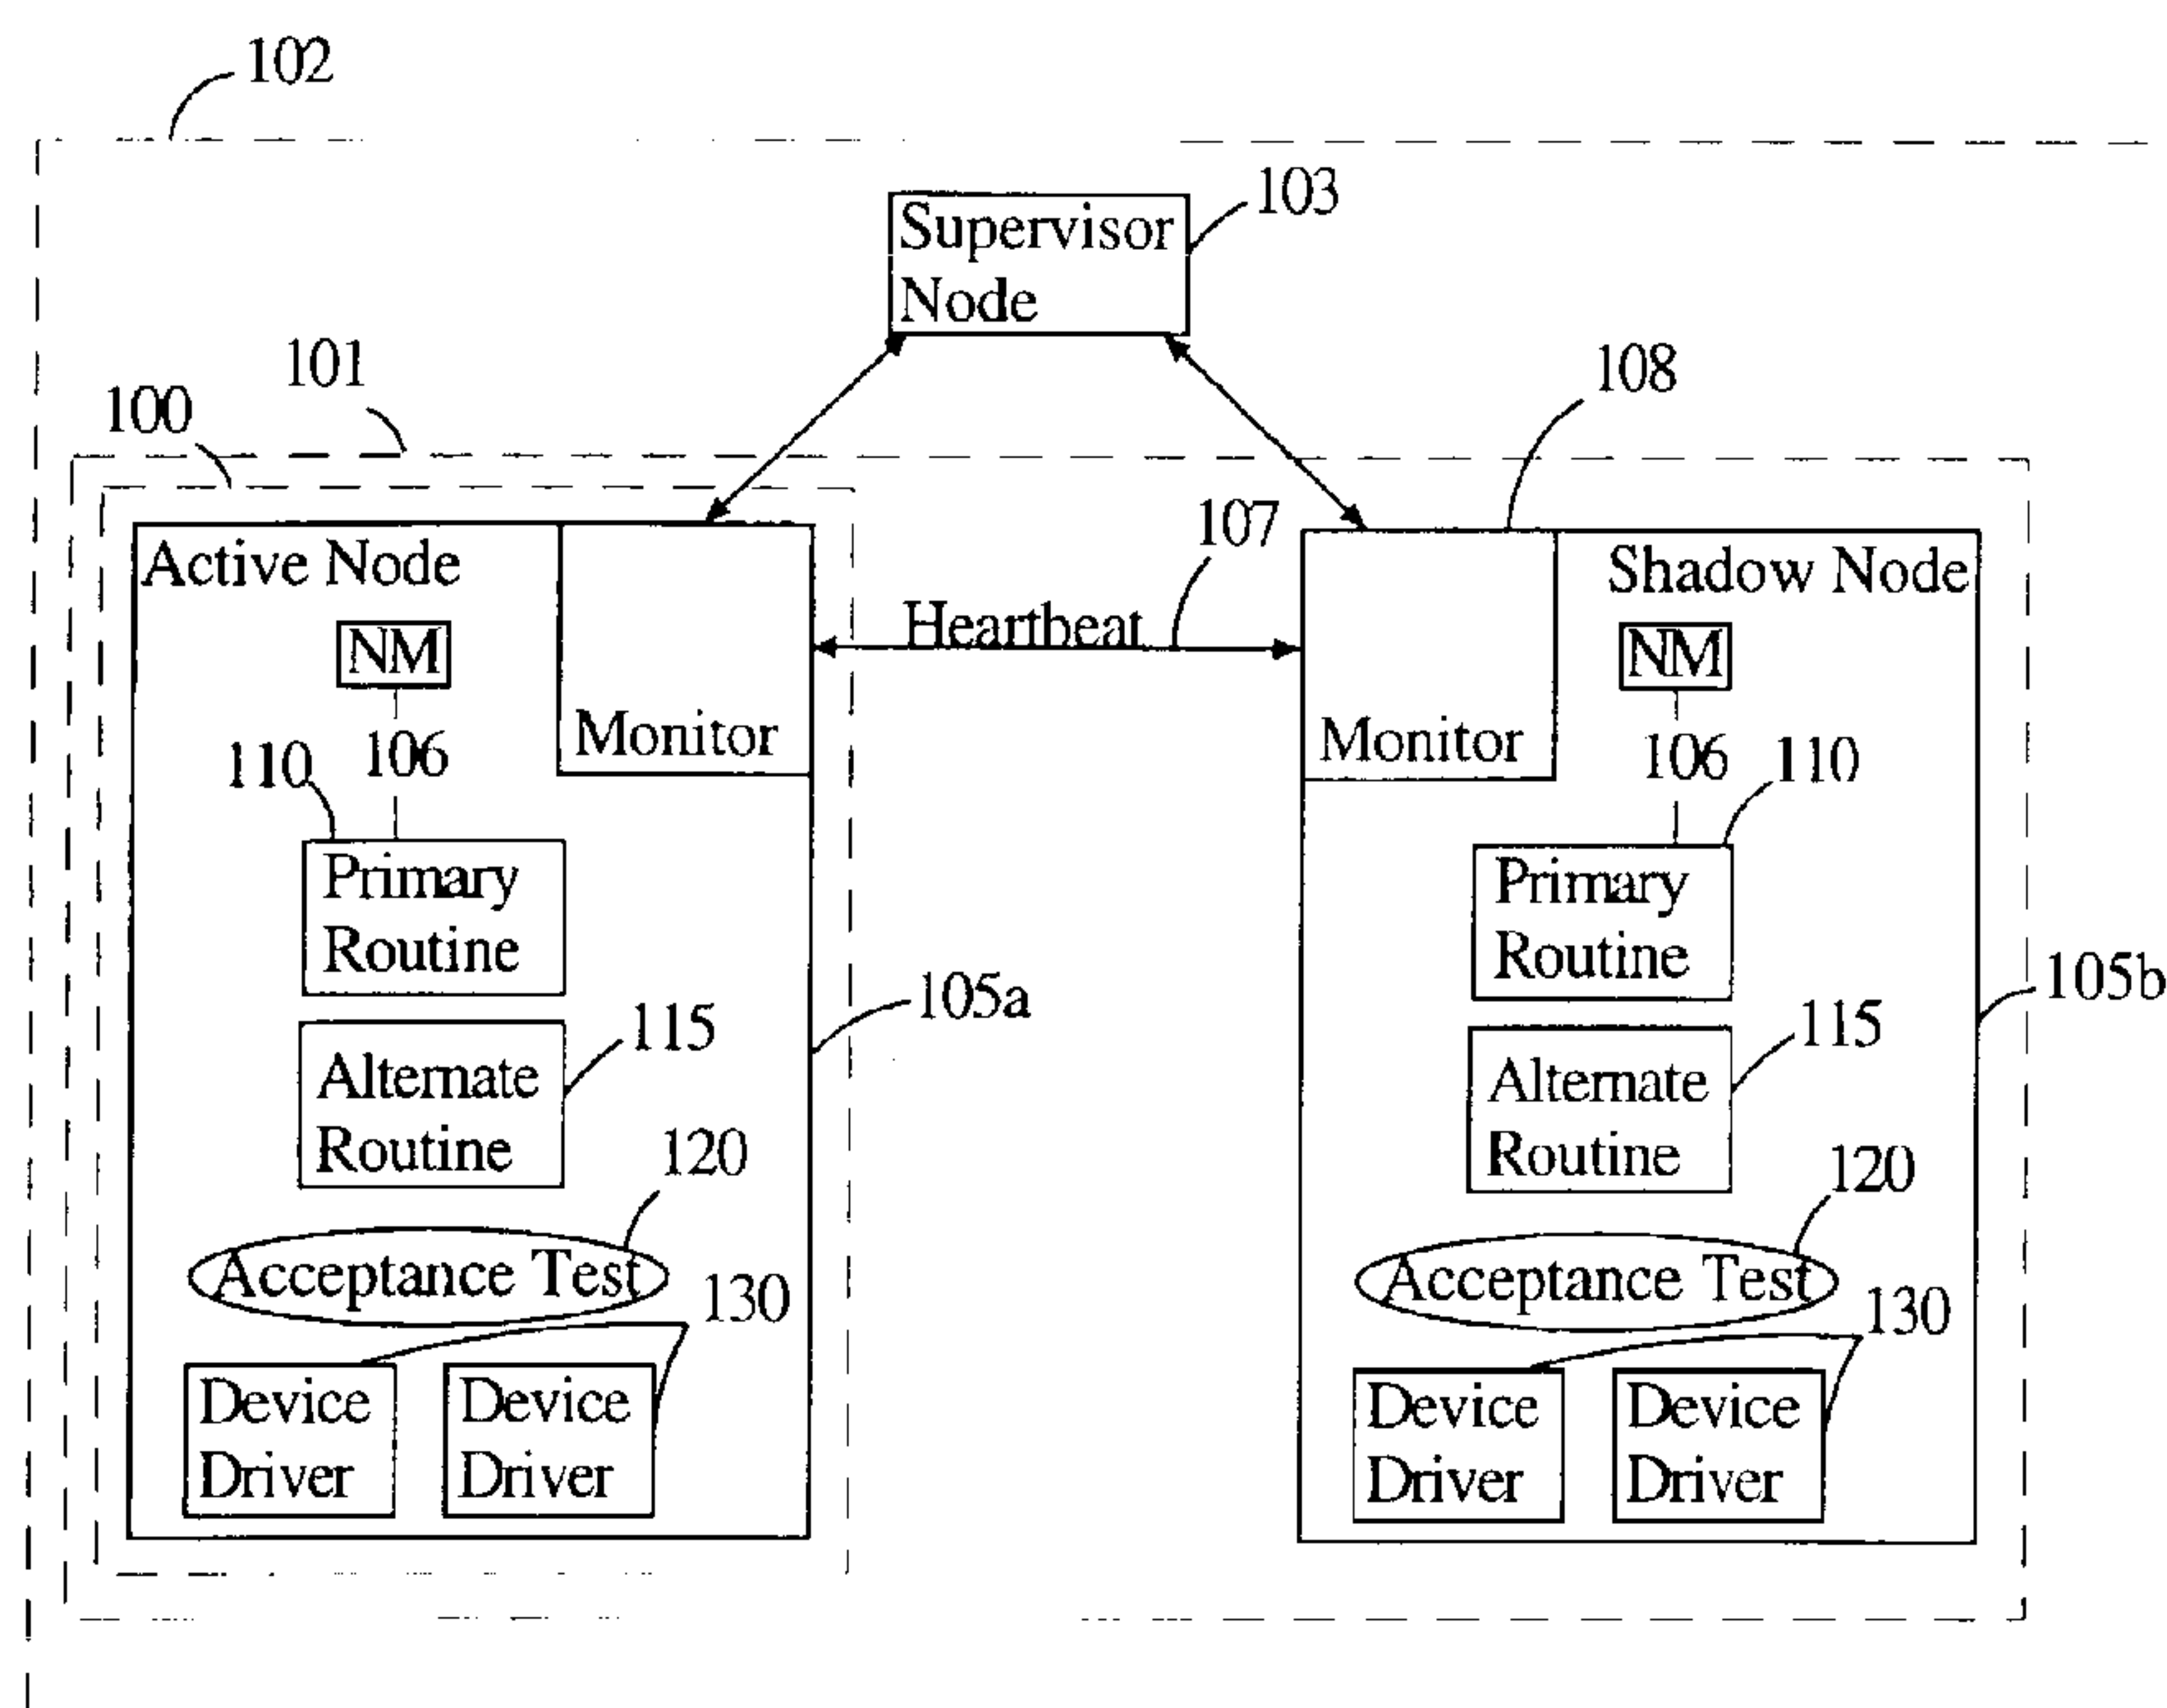 102
103
Supervisor
Node
101
108
100
107
Active Node
Shadow Node
Heartbeat
NM
NM
Monitor
Monitor
110
106
106
110
Primary
Routine
Primary
Routine
105a
105b
115
115
Alternate
Routine
Alternate
Routine
120
120
Acceptance Test
Acceptance Test
130
130
Device
Driver
Device
Driver
Device
Driver
Device
Driver